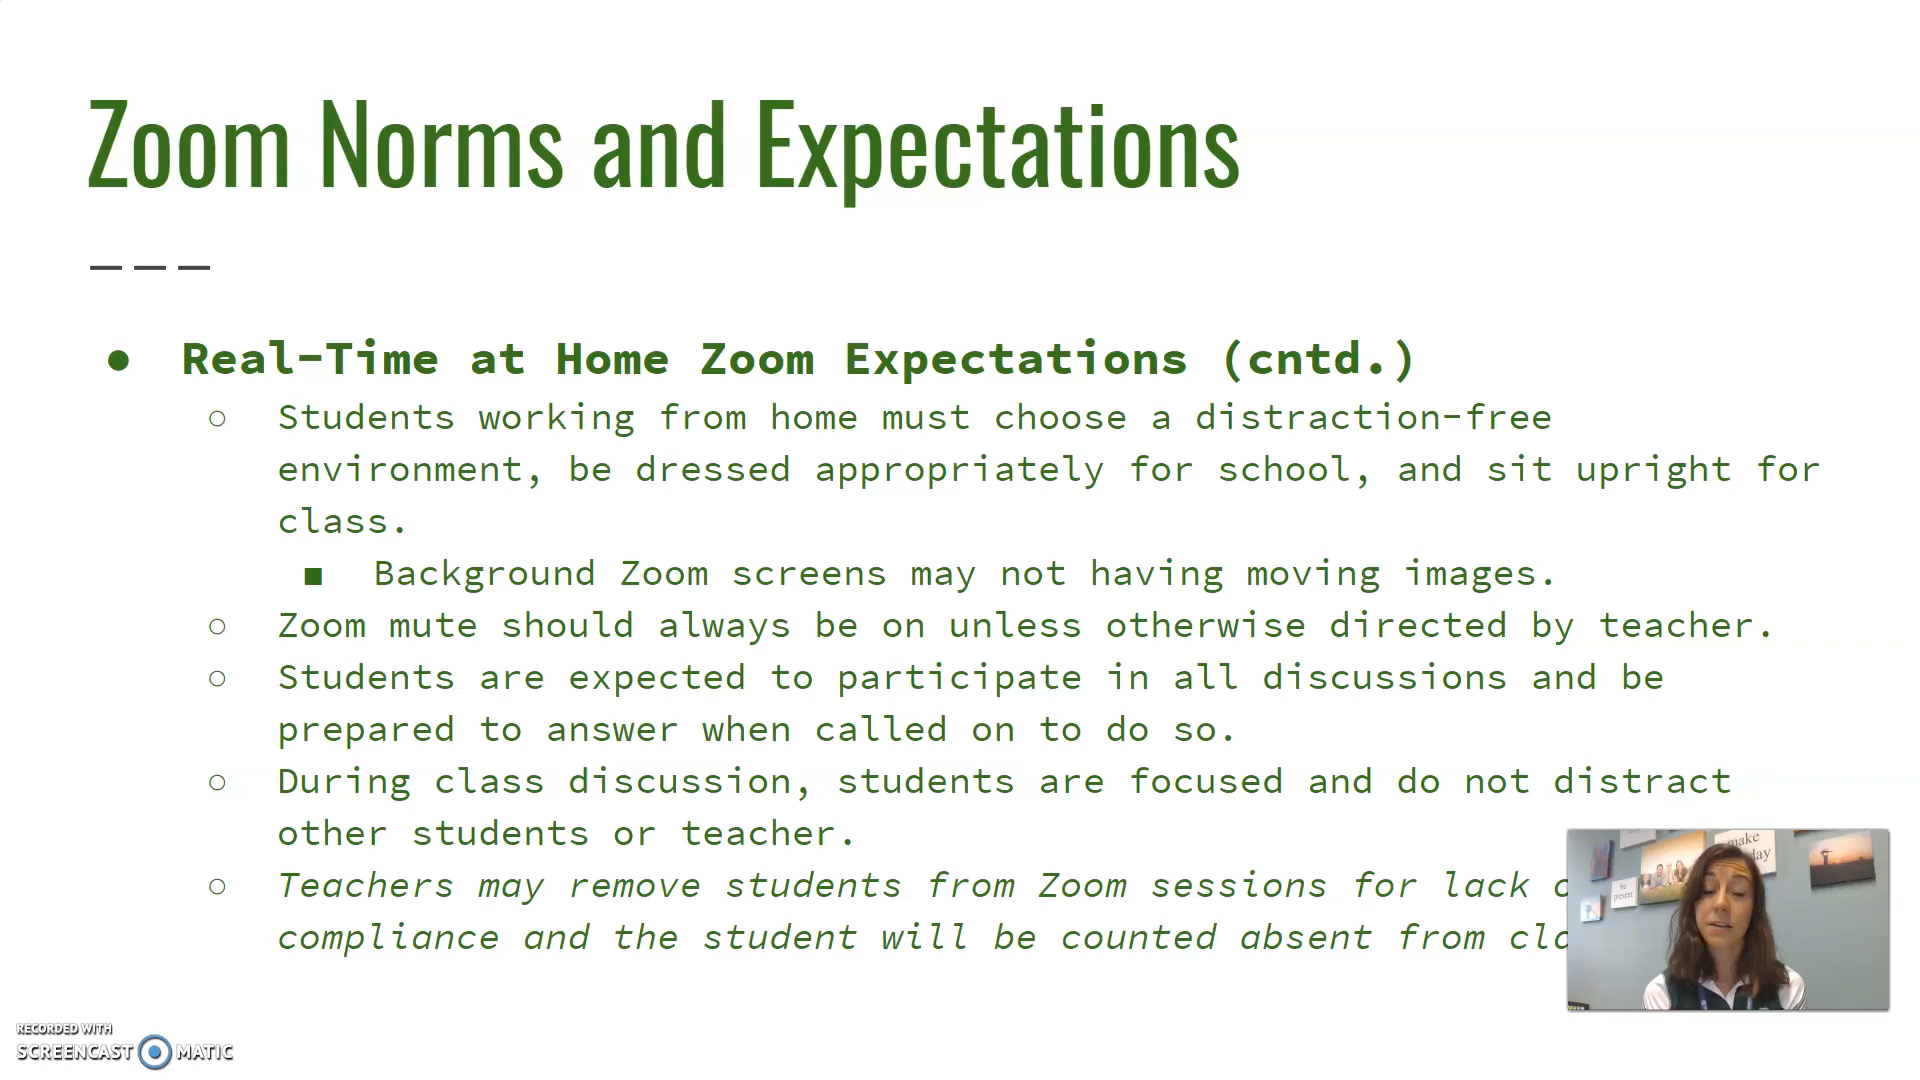 Zoom Norms and Expectations
● Real-Time at Home Zoom Expectations (cntd.)
○ Students working from home must choose a distraction-free
environment, be dressed appropriately for school, and sit upright for
class.
■ Background Zoom screens may not having moving images.
○ Zoom mute should always be on unless otherwise directed by teacher.
○ Students are expected to participate in all discussions and be
prepared to answer when called on to do so.
○ During class discussion, students are focused and do not distract
other students or teacher.
○ Teachers may remove students from Zoom sessions for lack
compliance and the student will be counted absent from
make
day
be
present
RECORDED WITH
SCREENCAST MATIC